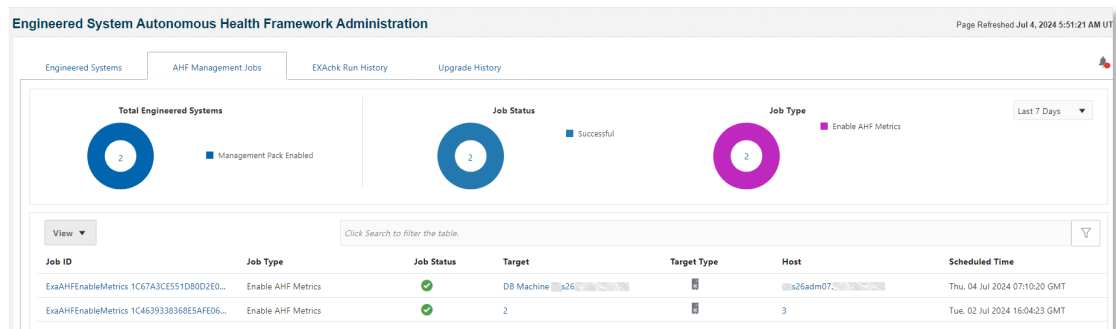 Engineered System Autonomous Health Framework Administration
Page Refreshed Jul 4, 2024 5:51:21 AM UT
Engineered Systems AHF Management Jobs EXAchk Run History Upgrade History
Total Engineered Systems
2
Management Pack Enabled
Job Status
2
Successful
Job Type
2
Enable AHF Metrics
Last 7 Days
View
Click Search to filter the table.
Job ID Job Type Job Status Target Target Type Host Scheduled Time
ExaAHFEnableMetrics 1C67A3CE551D80D2E0... Enable AHF Metrics DB Machine s26 s26adm07. Thu. 04 Jul 2024 07:10:20 GMT
ExaAHFEnableMetrics 1C4639338368E5AFE06... Enable AHF Metrics 2 3 Tue. 02 Jul 2024 16:04:23 GMT